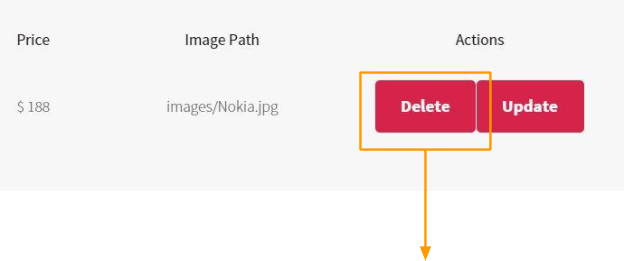 Price Image Path Actions
$ 188 images/Nokia.jpg Delete Update